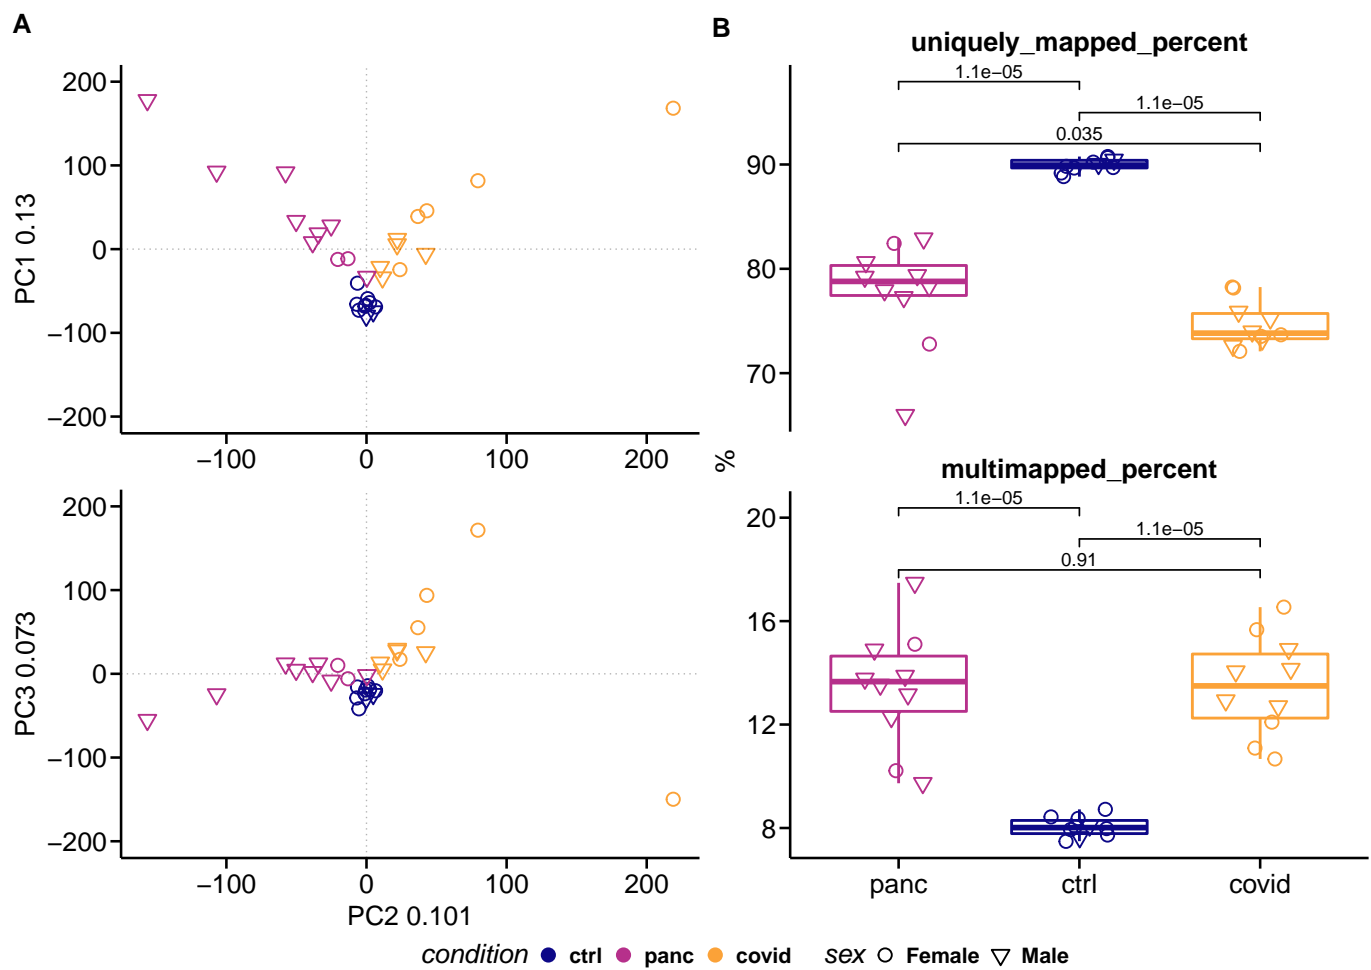 A
200
100
0
−100
−200
PC1 0.13
−100
0
100
200
200
100
0
−100
−200
PC3 0.073
−100
0
100
200
PC2 0.101
B
uniquely_mapped_percent
1.1e−05
1.1e−05
0.035
90
80
70
%
multimapped_percent
1.1e−05
1.1e−05
0.91
20
16
12
8
panc ctrl covid
condition ctrl panc covid sex Female Male